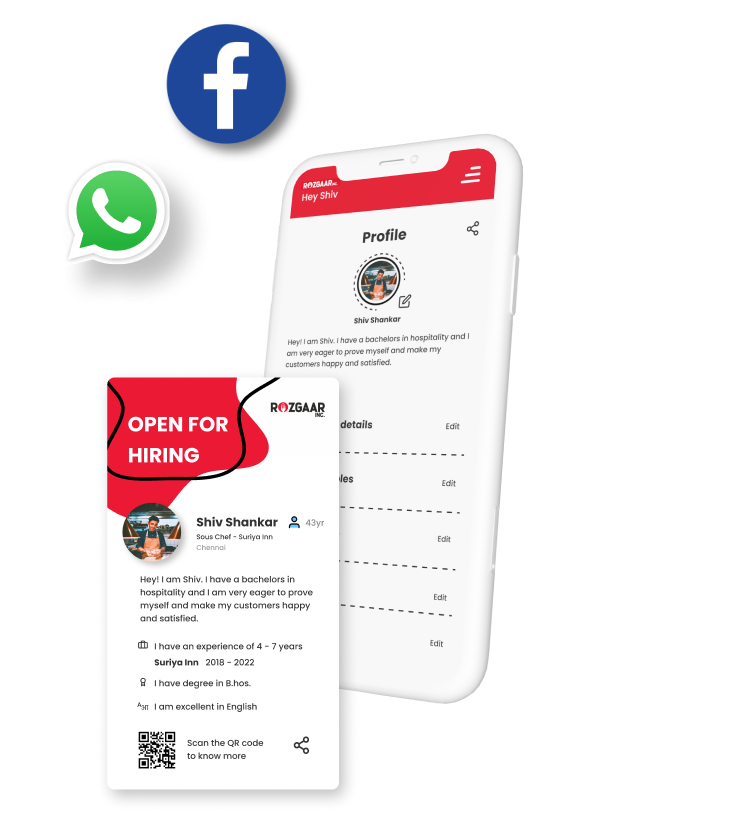 ROZGAAR INC.
Hey Shiv
Profile
Shiv Shankar
Hey! I am Shiv. I have a bachelors in hospitality and I
am very eager to prove myself and make my
customers happy and satisfied.
details
Edit
Edit
Edit
Edit
Edit
OPEN FOR
HIRING
ROZGAAR
INC.
Shiv Shankar
43yr
Sous Chef - Suriya Inn
Chennai
Hey! I am Shiv. I have a bachelors in
hospitality and I am very eager to prove
myself and make my customers happy
and satisfied.
I have an experience of 4 - 7 years
Suriya Inn 2018 - 2022
I have degree in B.hos.
I am excellent in English
Scan the QR code
to know more